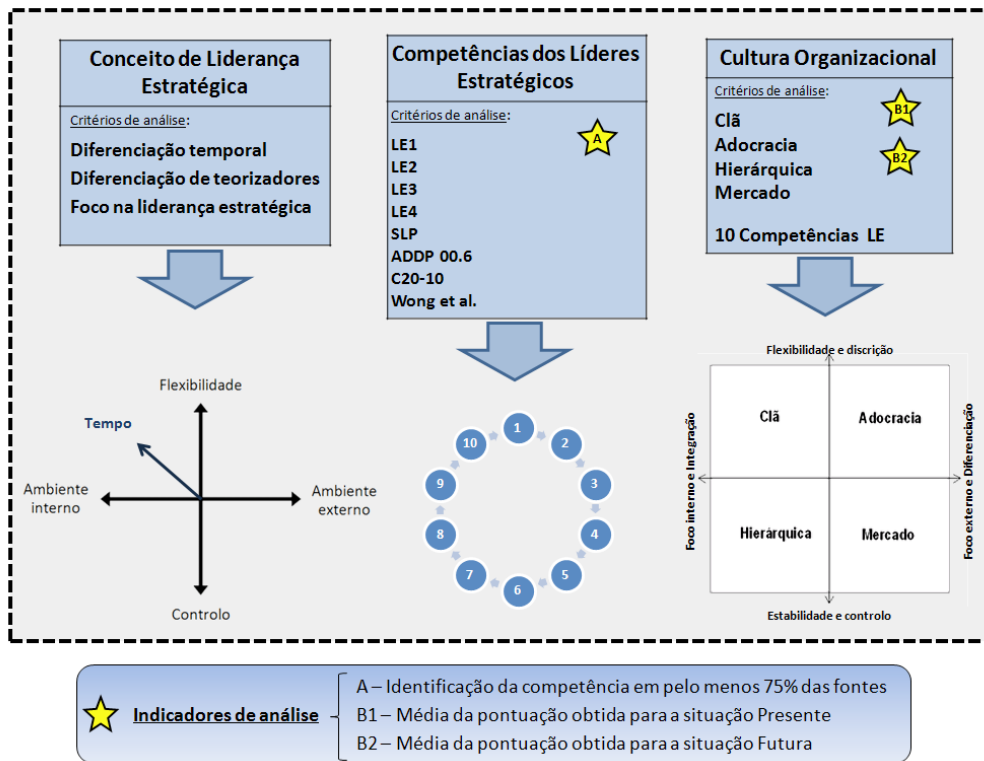 Conceito de Liderança
Estratégica
Critérios de análise:
Diferenciação temporal
Diferenciação de teorizadores
Foco na liderança estratégica
Competências dos Líderes
Estratégicos
Critérios de análise:
A
LE1
LE2
LE3
LE4
SLP
ADDP 00.6
C20-10
Wong et al.
Cultura Organizacional
Critérios de análise:
B1
Clã
Adocracia
B2
Hierárquica
Mercado
10 Competências LE
Flexibilidade
Tempo
Ambiente
interno
Ambiente
externo
Controlo
1
2
3
4
5
6
7
8
9
10
Flexibilidade e discrição
Foco interno e Integração
Clã
Adocracia
Hierárquica
Mercado
Foco externo e Diferenciação
Estabilidade e controlo
Indicadores de análise
A – Identificação da competência em pelo menos 75% das fontes
B1 – Média da pontuação obtida para a situação Presente
B2 – Média da pontuação obtida para a situação Futura